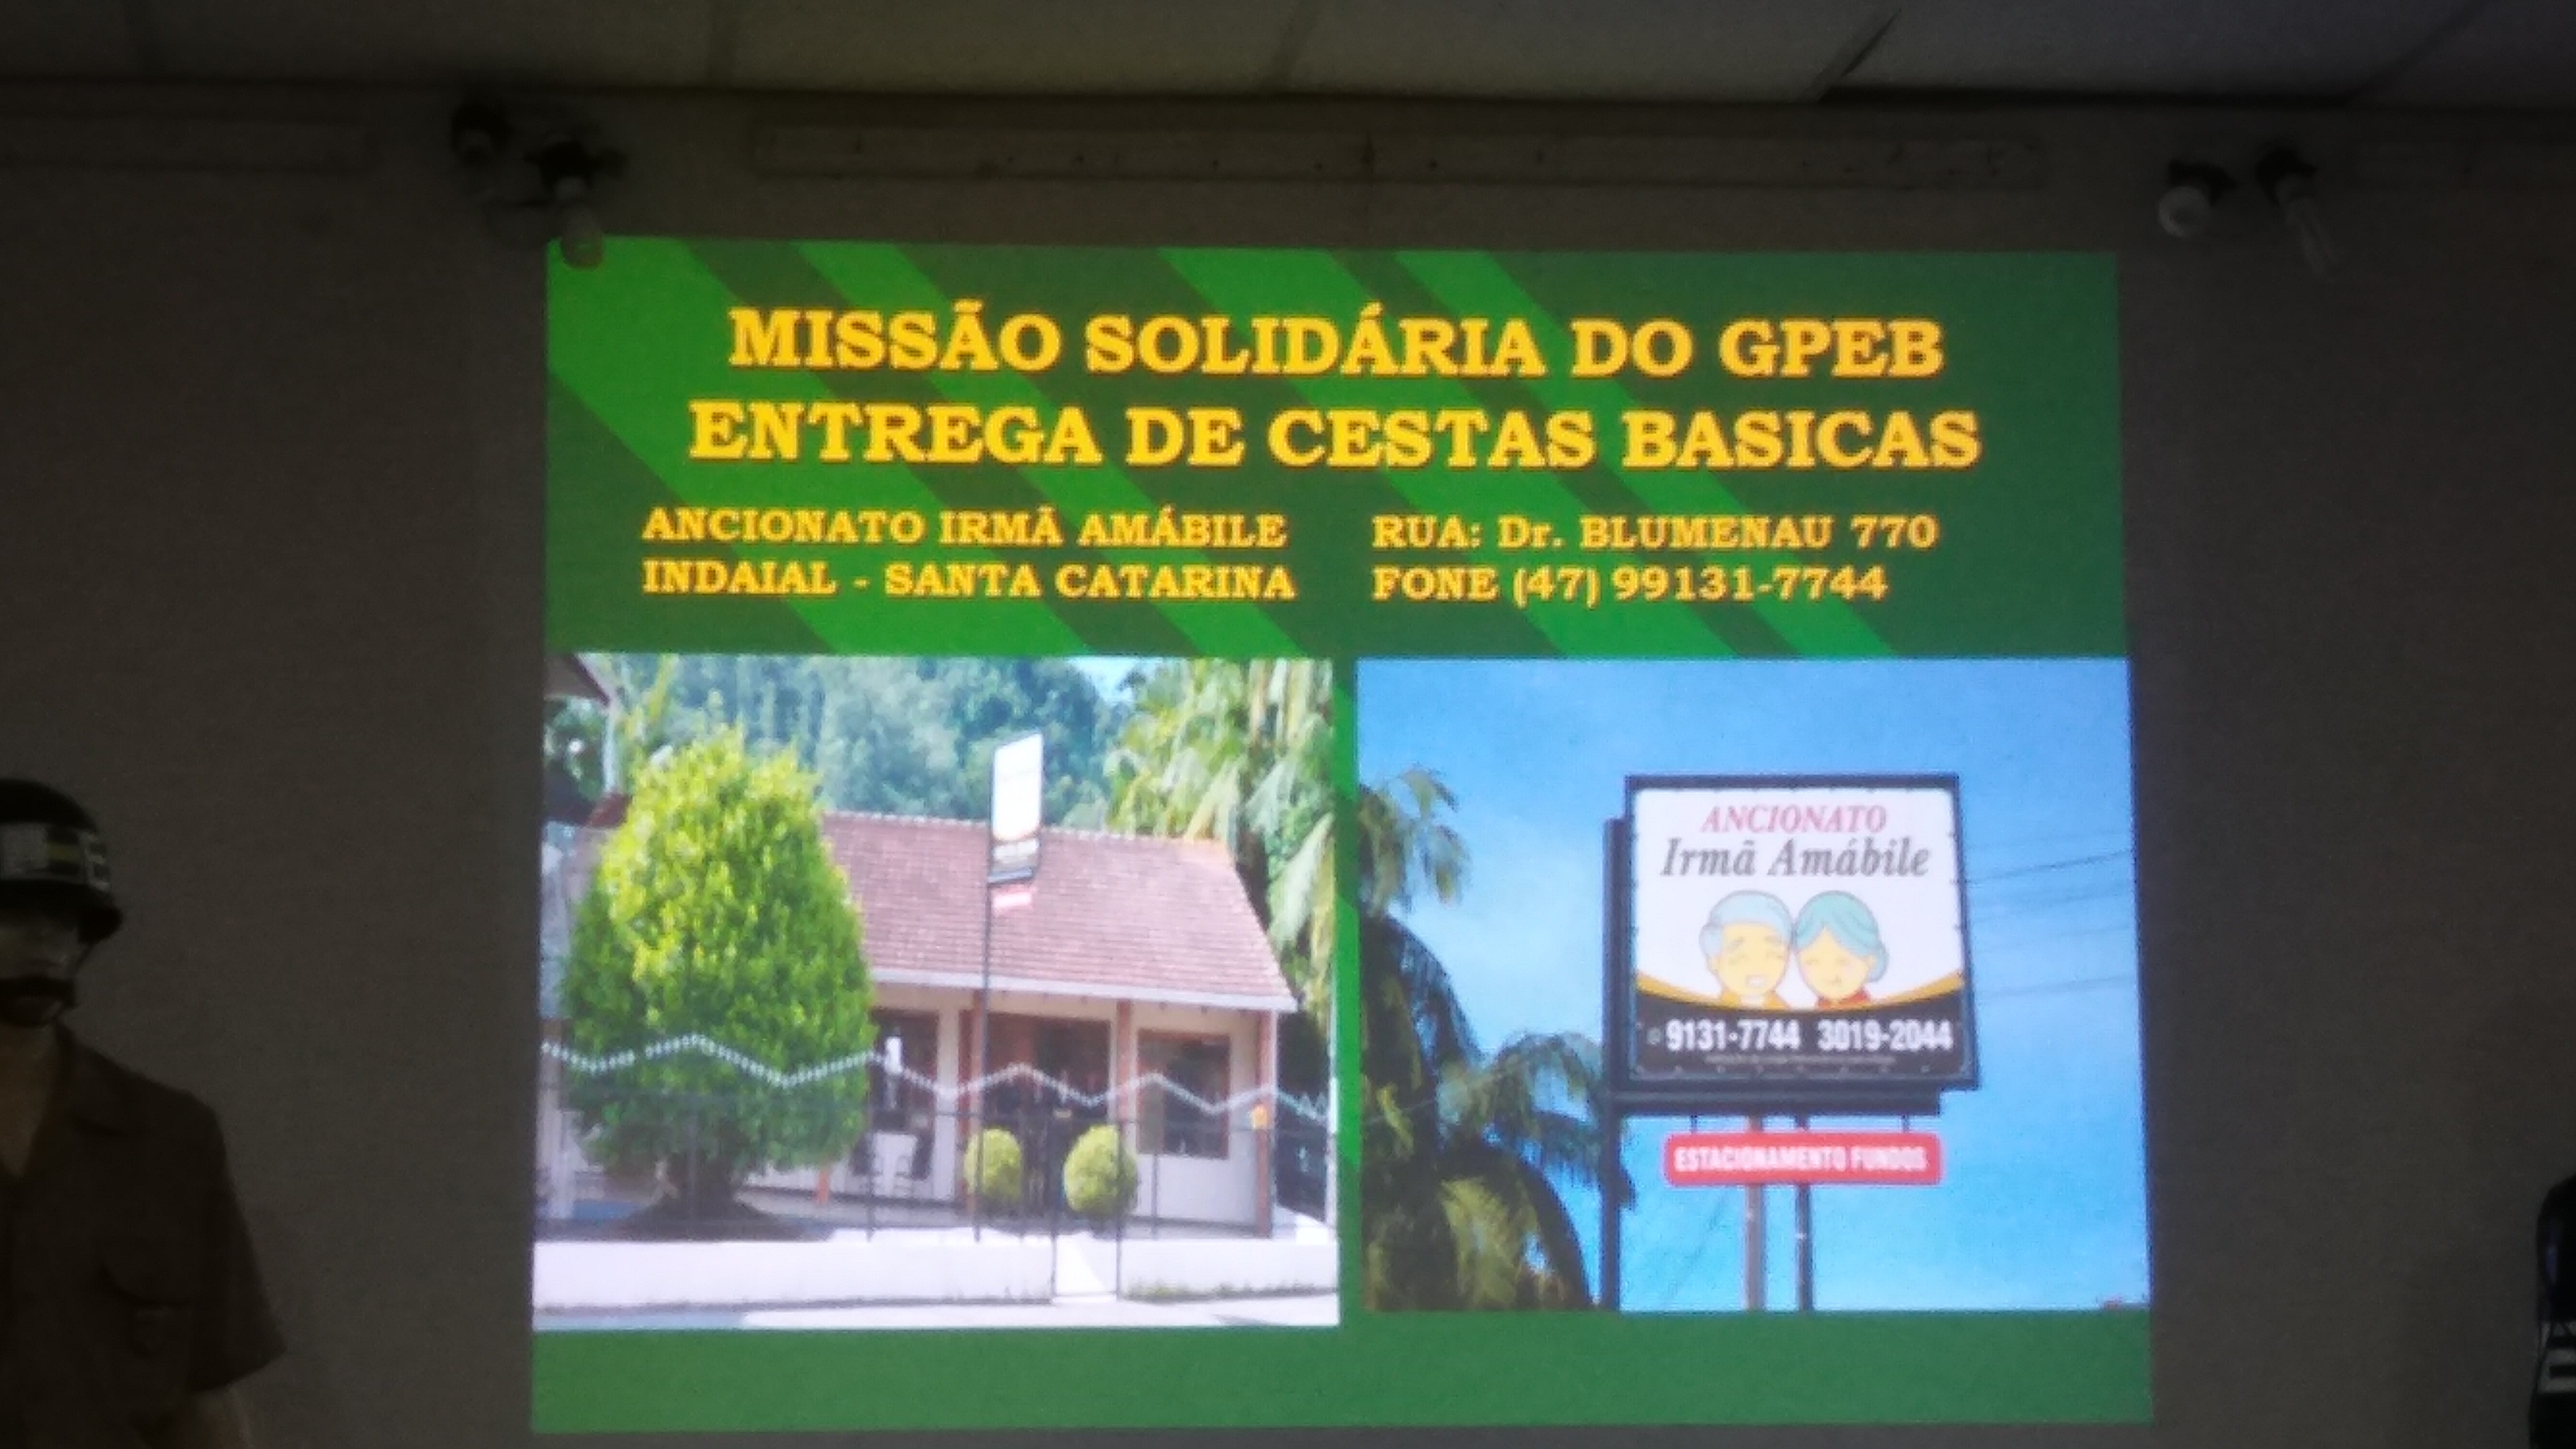 MISSÃO SOLIDÁRIA DO GPEB
ENTREGA DE CESTAS BASICAS
ANCIONATO IRMÃ AMÁBILE
INDAIAL - SANTA CATARINA
RUA: Dr. BLUMENAU 770
FONE (47) 99131-7744
ANCIONATO
Irmã Amábile
9131-7744 3019-2044
ESTACIONAMENTO FUNDOS